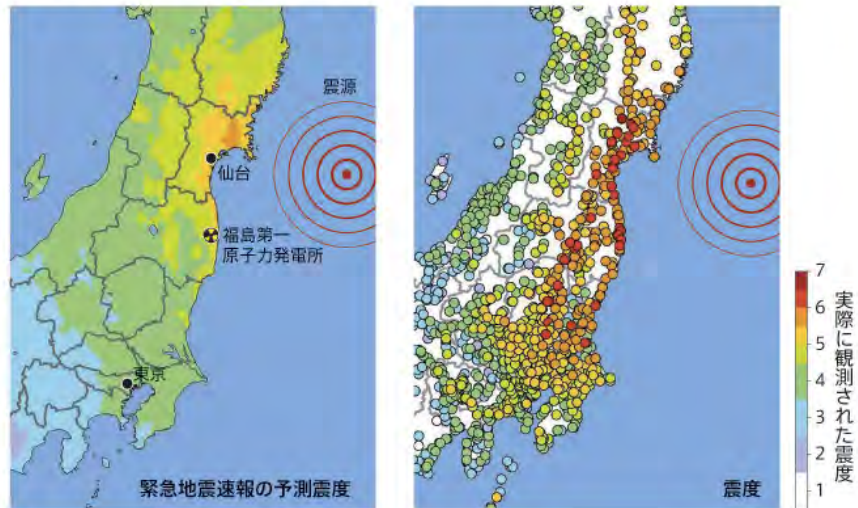 震源
仙台
福島第一
原子力発電所
東京
緊急地震速報の予測震度
震度
7
6
5
4
3
2
1
実際に観測された震度